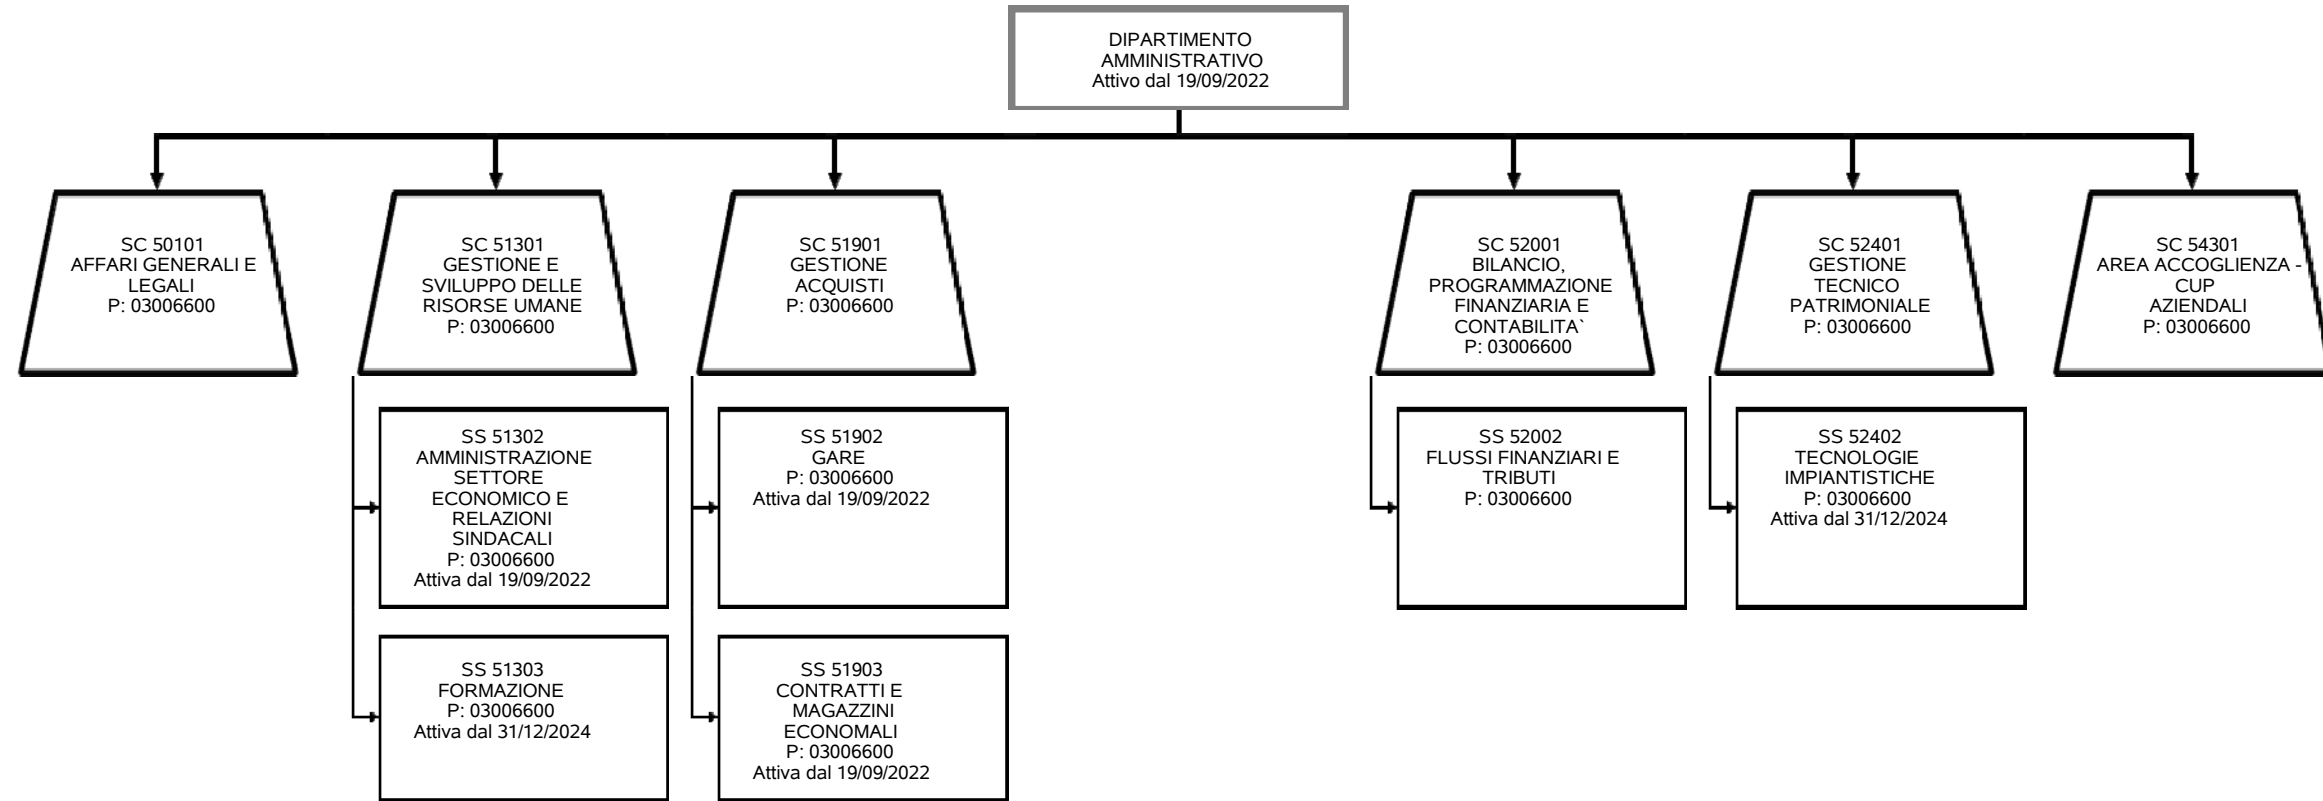 DIPARTIMENTO
AMMINISTRATIVO
Attivo dal 19/09/2022
SC 50101
AFFARI GENERALI E
LEGALI
P: 03006600
SC 51301
GESTIONE E
SVILUPPO DELLE
RISORSE UMANE
P: 03006600
SC 51901
GESTIONE
ACQUISTI
P: 03006600
SC 52001
BILANCIO,
PROGRAMMAZIONE
FINANZIARIA E
CONTABILITA`
P: 03006600
SC 52401
GESTIONE
TECNICO
PATRIMONIALE
P: 03006600
SC 54301
AREA ACCOGLIENZA -
CUP
AZIENDALI
P: 03006600
SS 51302
AMMINISTRAZIONE
SETTORE
ECONOMICO E
RELAZIONI
SINDACALI
P: 03006600
Attiva dal 19/09/2022
SS 51902
GARE
P: 03006600
Attiva dal 19/09/2022
SS 52002
FLUSSI FINANZIARI E
TRIBUTI
P: 03006600
SS 52402
TECNOLOGIE
IMPIANTISTICHE
P: 03006600
Attiva dal 31/12/2024
SS 51303
FORMAZIONE
P: 03006600
Attiva dal 31/12/2024
SS 51903
CONTRATTI E
MAGAZZINI
ECONOMALI
P: 03006600
Attiva dal 19/09/2022